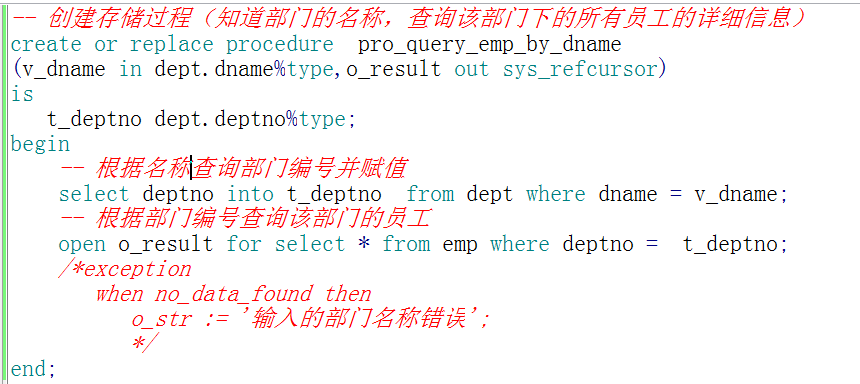 -- 创建存储过程（知道部门的名称，查询该部门下的所有员工的详细信息）
create or replace procedure  pro_query_emp_by_dname
(v_dname in dept.dname%type,o_result out sys_refcursor)
is
   t_deptno dept.deptno%type;
begin
    -- 根据名称查询部门编号并赋值
    select deptno into t_deptno  from dept where dname = v_dname;
    -- 根据部门编号查询该部门的员工
    open o_result for select * from emp where deptno =  t_deptno;
    /*exception
       when no_data_found then
          o_str := '输入的部门名称错误';
          */
end;